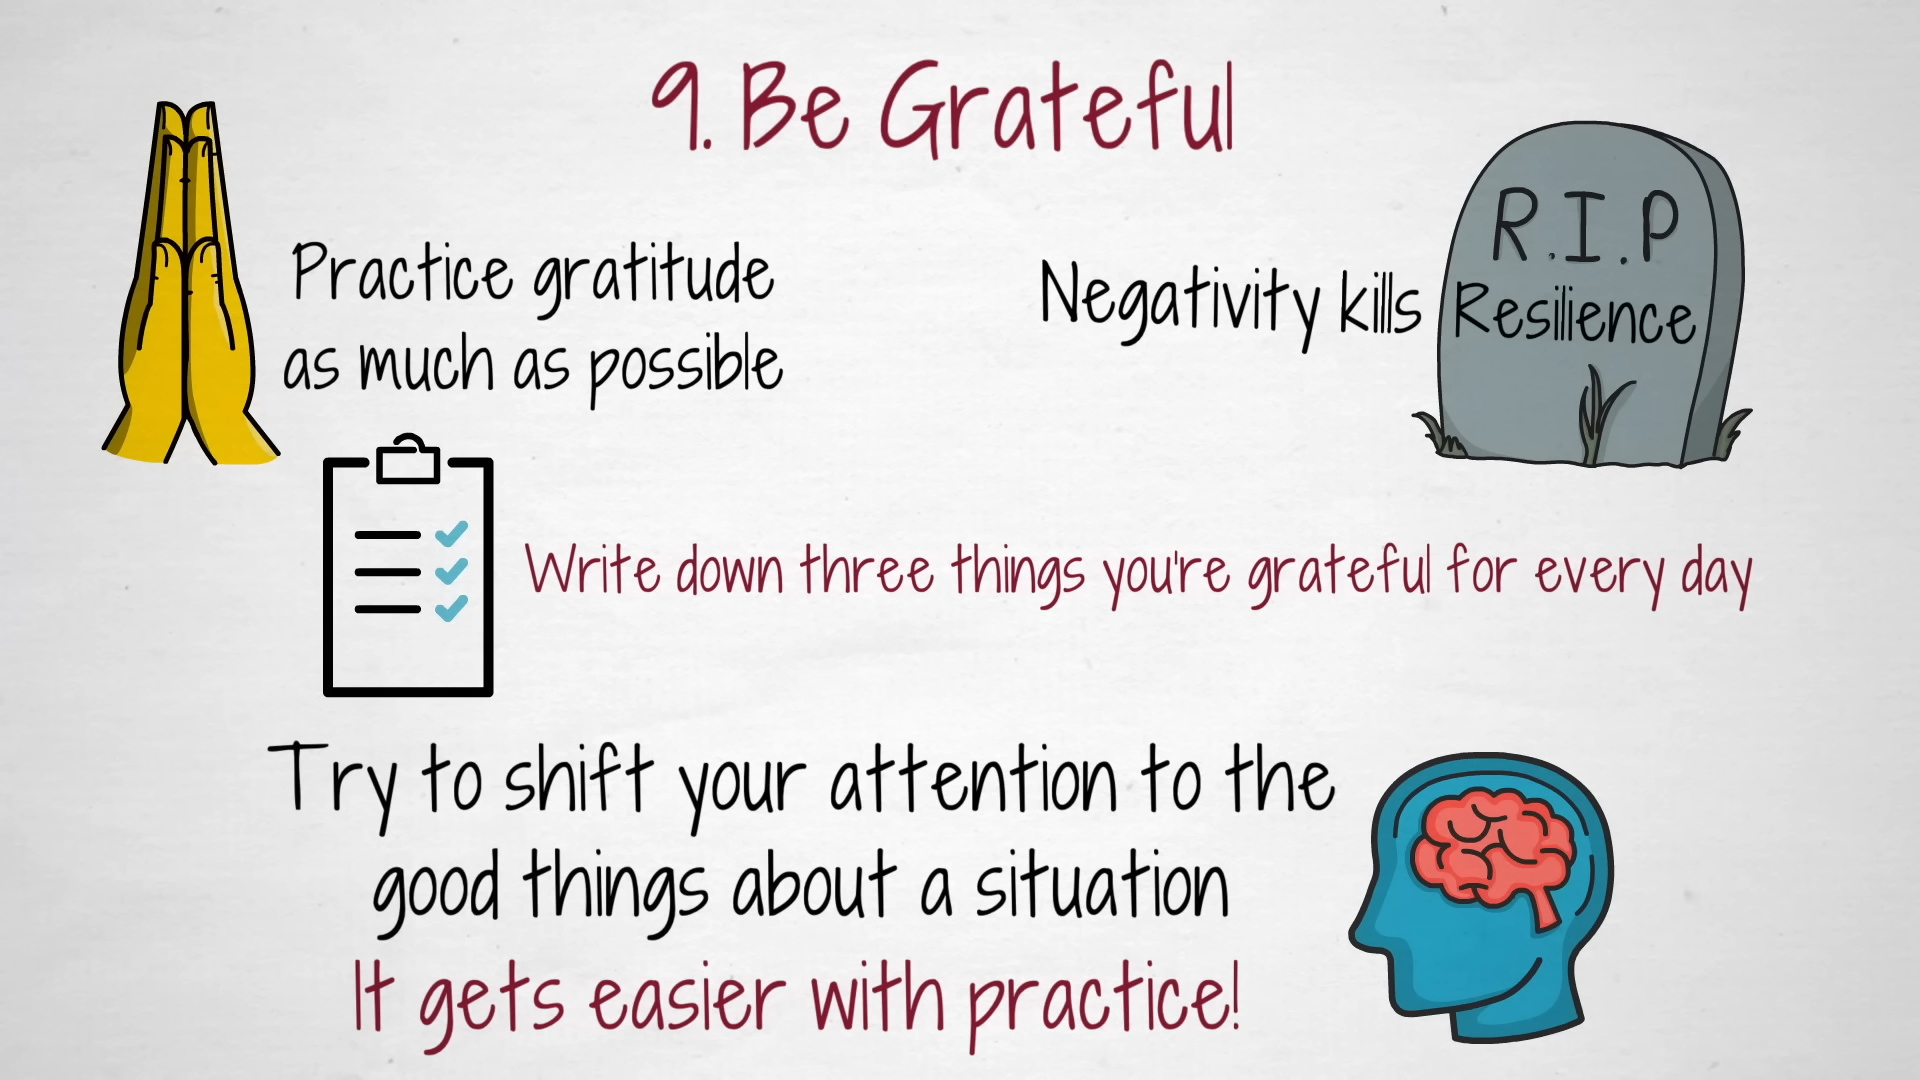 9. Be Grateful
Practice gratitude
as much as possible
R.I.P
Negativity kills Resilience
Write down three things you're grateful for every day
Try to shift your attention to the
good things about a situation
It gets easier with practice!